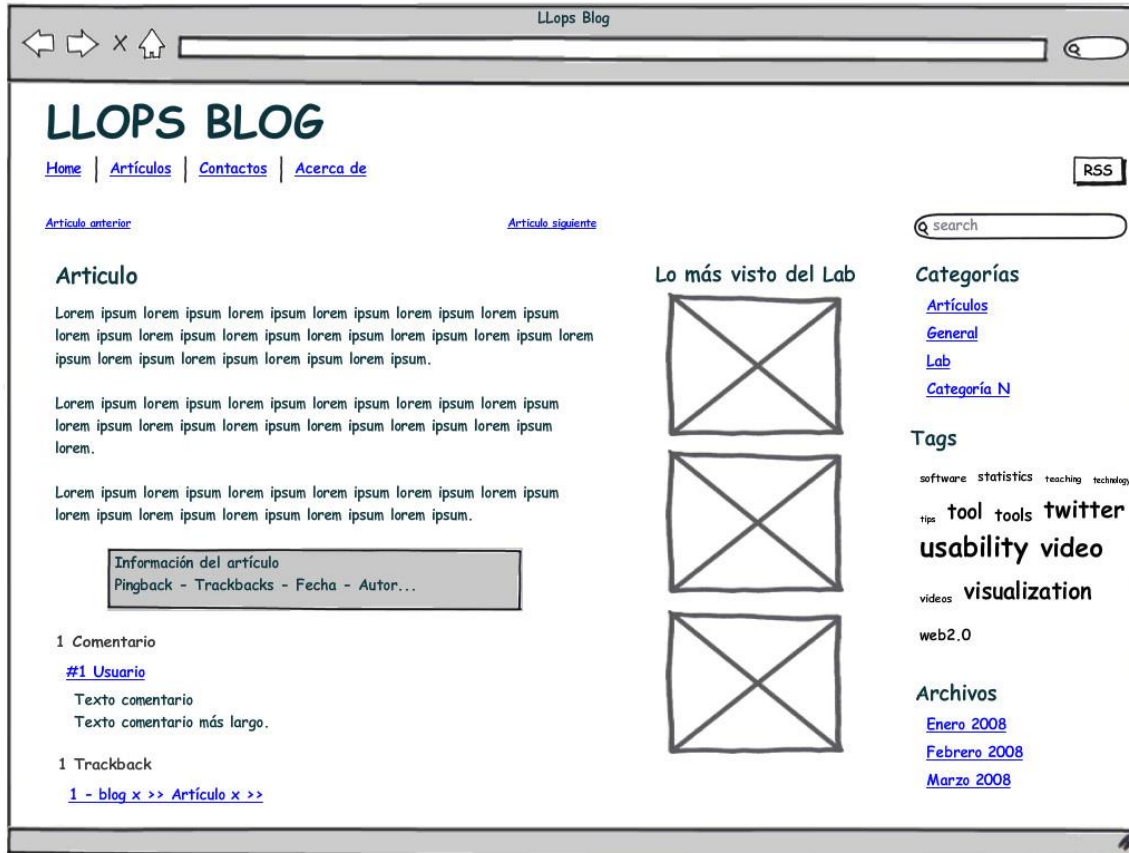 LLops Blog
LLOPS BLOG
Home | Artículos | Contactos | Acerca de
RSS
Articulo anterior
Articulo siguiente
search
Articulo
Lorem ipsum lorem ipsum lorem ipsum lorem ipsum lorem ipsum lorem ipsum
lorem ipsum lorem ipsum lorem ipsum lorem ipsum lorem ipsum lorem ipsum lorem
ipsum lorem ipsum lorem ipsum lorem ipsum lorem ipsum.
Lorem ipsum lorem ipsum lorem ipsum lorem ipsum lorem ipsum lorem ipsum
lorem ipsum lorem ipsum lorem ipsum lorem ipsum lorem ipsum lorem ipsum
lorem.
Lorem ipsum lorem ipsum lorem ipsum lorem ipsum lorem ipsum lorem ipsum
lorem ipsum lorem ipsum lorem ipsum lorem ipsum lorem ipsum.
Información del artículo
Pingback - Trackbacks - Fecha - Autor...
1 Comentario
#1 Usuario
Texto comentario
Texto comentario más largo.
1 Trackback
1 - blog x >> Artículo x >>
Lo más visto del Lab
Categorías
Artículos
General
Lab
Categoría N
Tags
software statistics teaching technology
tips tool tools twitter
usability video
videos visualization
web2.0
Archivos
Enero 2008
Febrero 2008
Marzo 2008